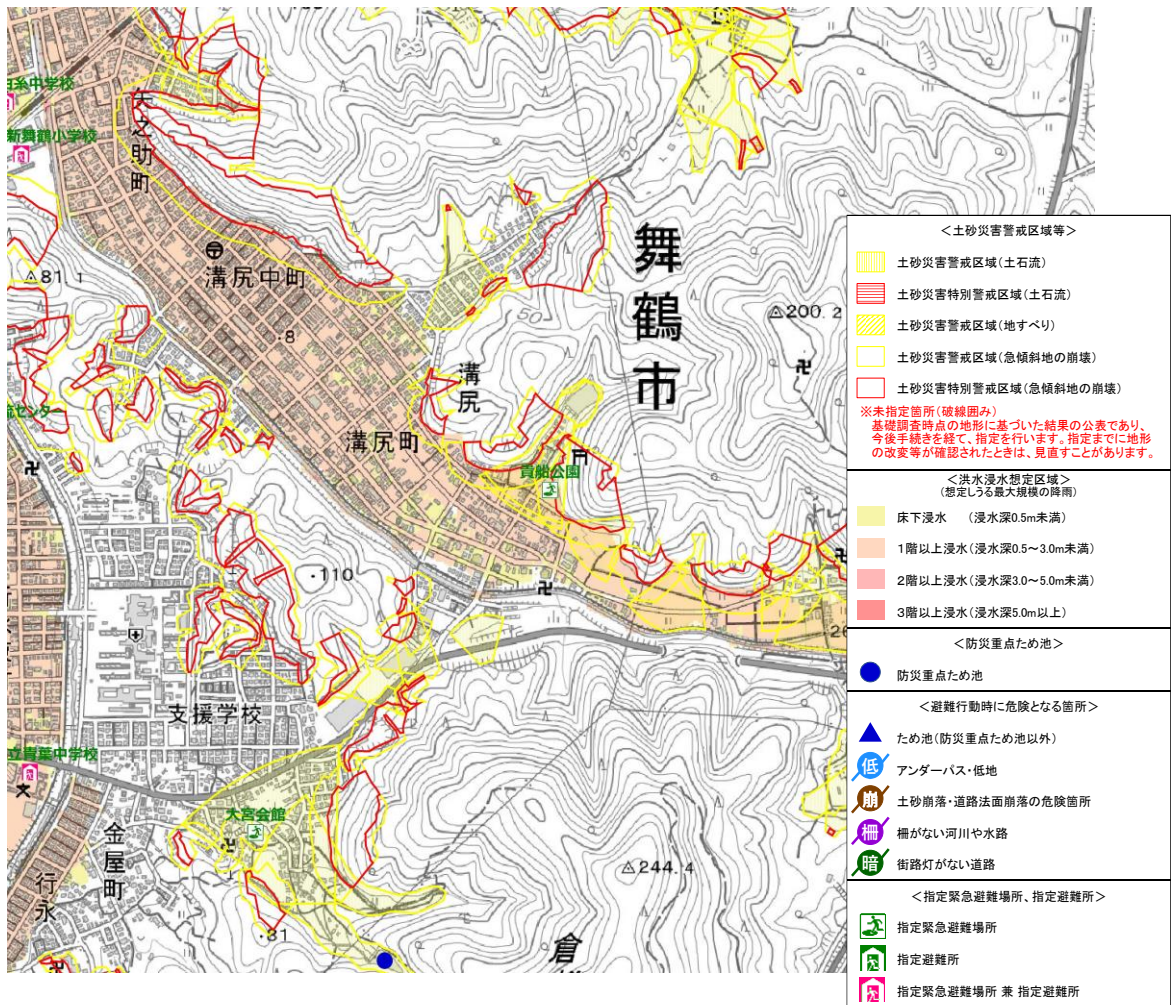 白糸中学校
新舞鶴小学校
天之助町
81.1
溝尻中町
8
50
50
舞鶴市
200.2
溝尻
溝尻町
貴船公園
110
26
支援学校
大宮会館
金屋町
行永
244.4
31
倉
<土砂災害警戒区域等>
土砂災害警戒区域(土石流)
土砂災害特別警戒区域(土石流)
土砂災害警戒区域(地すべり)
土砂災害警戒区域(急傾斜地の崩壊)
土砂災害特別警戒区域(急傾斜地の崩壊)
※未指定箇所(破線囲み)
基礎調査時点の地形に基づいた結果の公表であり、
今後手続きを経て、指定を行います。指定までに地形
の改変等が確認されたときは、見直すことがあります。
<洪水浸水想定区域>
(想定しうる最大規模の降雨)
床下浸水 (浸水深0.5m未満)
1階以上浸水(浸水深0.5~3.0m未満)
2階以上浸水(浸水深3.0~5.0m未満)
3階以上浸水(浸水深5.0m以上)
<防災重点ため池>
防災重点ため池
<避難行動時に危険となる箇所>
ため池(防災重点ため池以外)
低 アンダーパス・低地
崩 土砂崩落・道路法面崩落の危険箇所
柵 柵がない河川や水路
暗 街路灯がない道路
<指定緊急避難場所、指定避難所>
指定緊急避難場所
指定避難所
指定緊急避難場所 兼 指定避難所